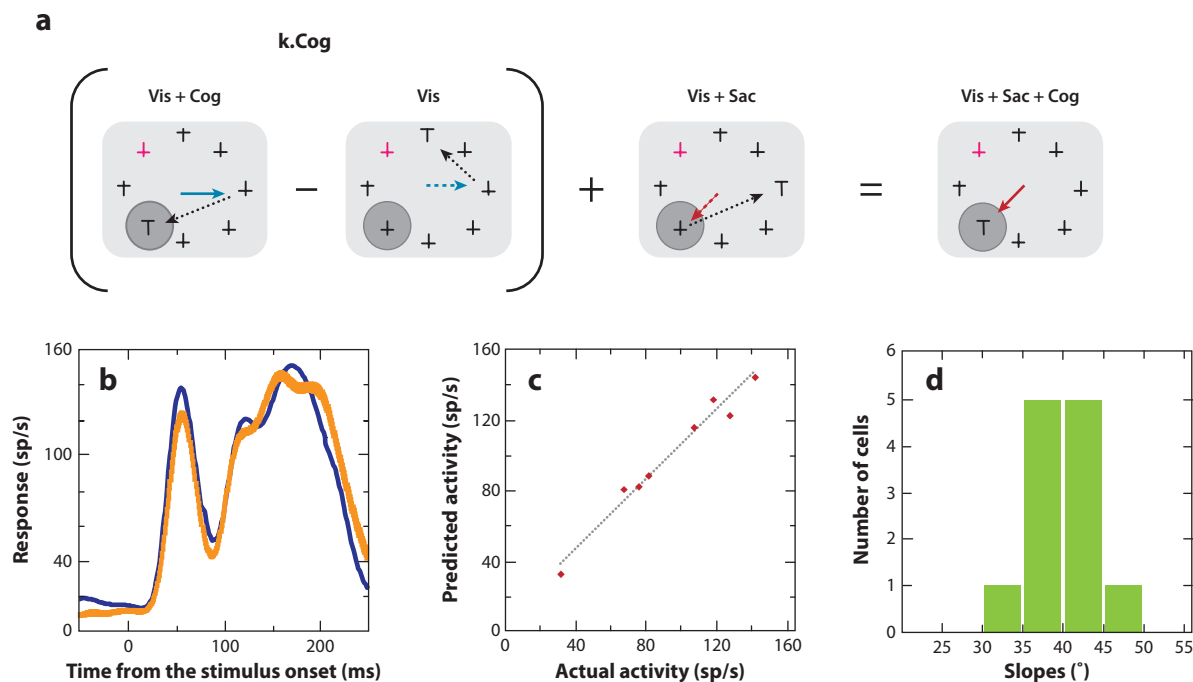 a
k.Cog
Vis + Cog
Vis
Vis + Sac
Vis + Sac + Cog
T
T
T
T
−
+
=
b
160
100
40
0
Response (sp/s)
0
100
200
Time from the stimulus onset (ms)
c
160
120
80
40
0
Predicted activity (sp/s)
0
40
80
120
160
Actual activity (sp/s)
d
6
5
4
3
2
1
0
Number of cells
25
30
35
40
45
50
55
Slopes (°)